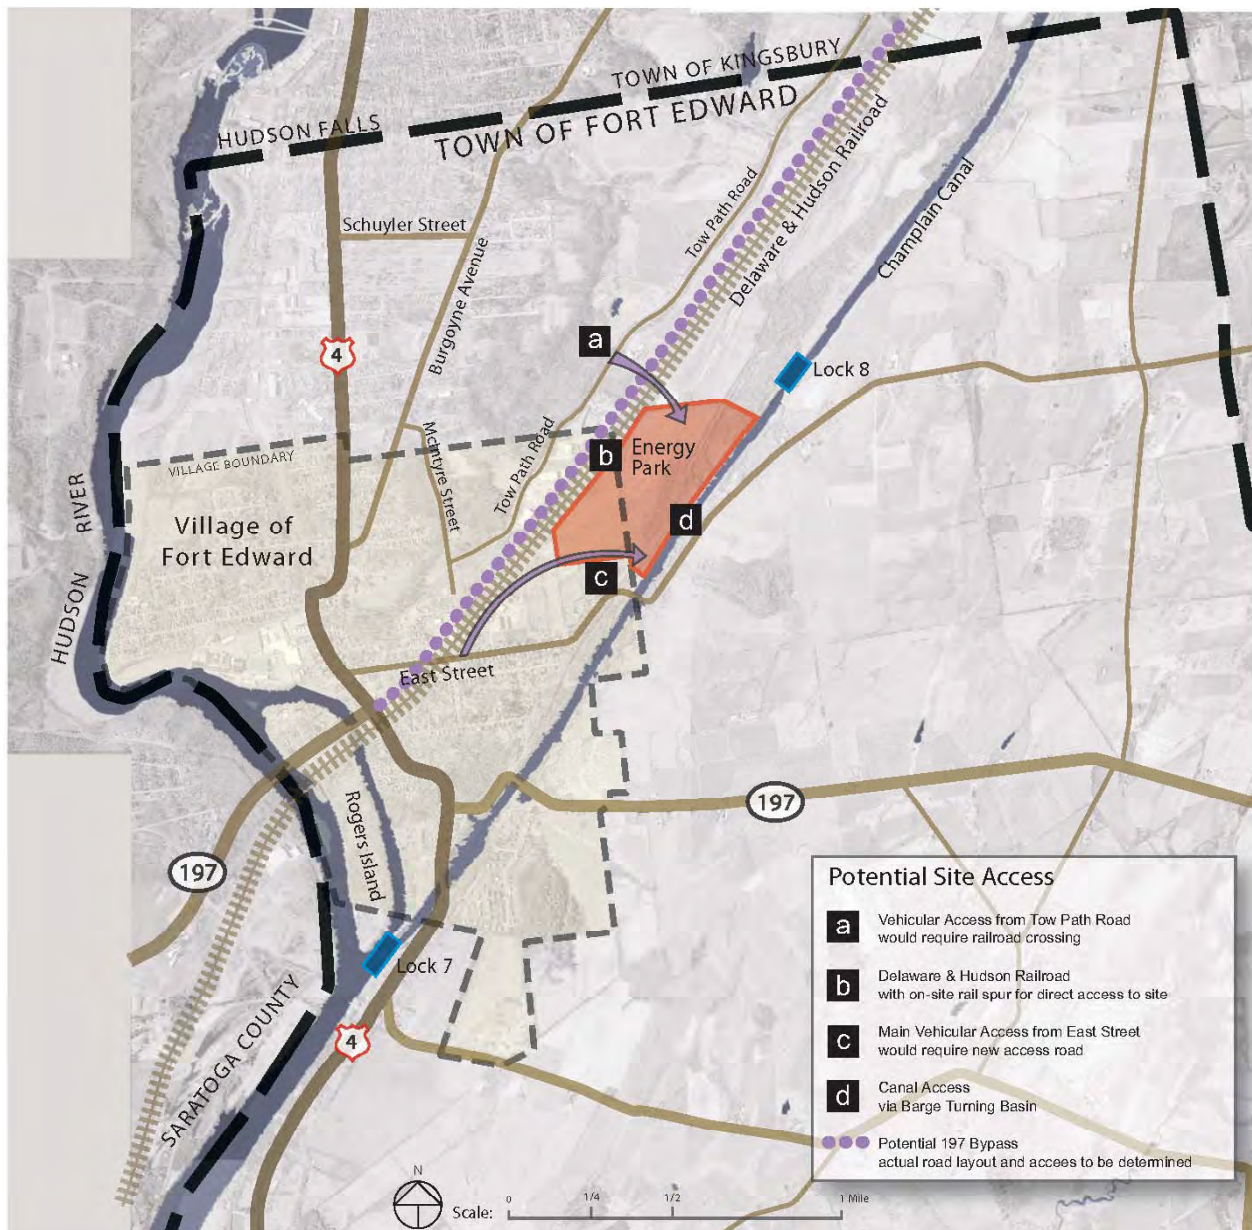 TOWN OF KINGSBURY
HUDSON FALLS
TOWN OF FORT EDWARD
Schuyler Street
Burgoyne Avenue
Tow Path Road
Delaware & Hudson Railroad
Champlain Canal
4
a
Lock 8
McIntyre Street
Tow Path Road
b
Energy
Park
VILLAGE BOUNDARY
HUDSON RIVER
Village of
Fort Edward
d
c
East Street
Rogers Island
197
197
Lock 7
4
SARATOGA COUNTY
Potential Site Access
a
Vehicular Access from Tow Path Road
would require railroad crossing
b
Delaware & Hudson Railroad
with on-site rail spur for direct access to site
c
Main Vehicular Access from East Street
would require new access road
d
Canal Access
via Barge Turning Basin
Potential 197 Bypass
actual road layout and accees to be determined
N
Scale:
0 1/4 1/2 1 Mile